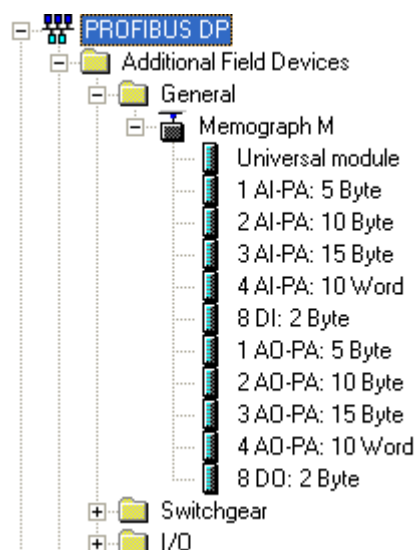 PROFIBUS DP
Additional Field Devices
General
Memograph M
Universal module
1 AI-PA: 5 Byte
2 AI-PA: 10 Byte
3 AI-PA: 15 Byte
4 AI-PA: 10 Word
8 DI: 2 Byte
1 AO-PA: 5 Byte
2 AO-PA: 10 Byte
3 AO-PA: 15 Byte
4 AO-PA: 10 Word
8 DO: 2 Byte
Switchgear
I/O